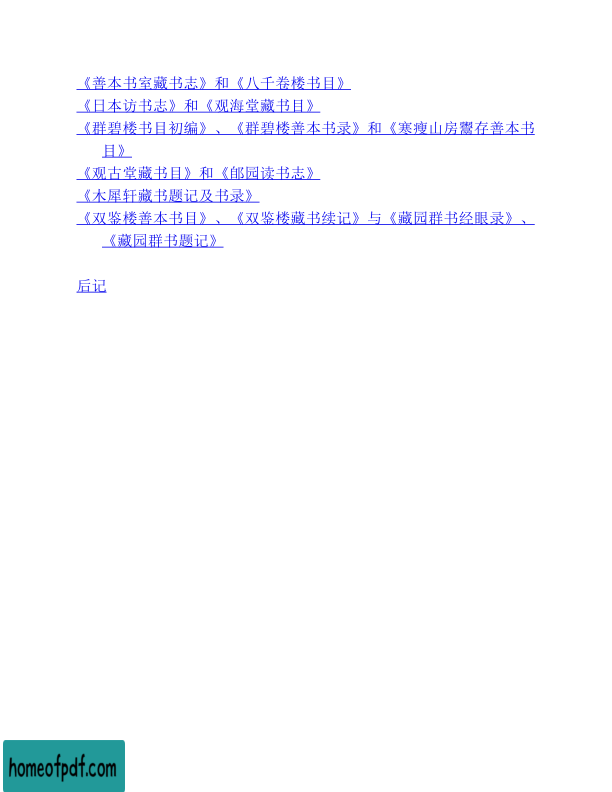 《善本书室藏书志》和《八千卷楼书目》
《日本访书志》和《观海堂藏书目》
《群碧楼书目初编》、《群碧楼善本书录》和《寒瘦山房鬻存善本书
目》
《观古堂藏书目》和《郋园读书志》
《木犀轩藏书题记及书录》
《双鉴楼善本书目》、《双鉴楼藏书续记》与《藏园群书经眼录》、
《藏园群书题记》
后记
homeofpdf.com